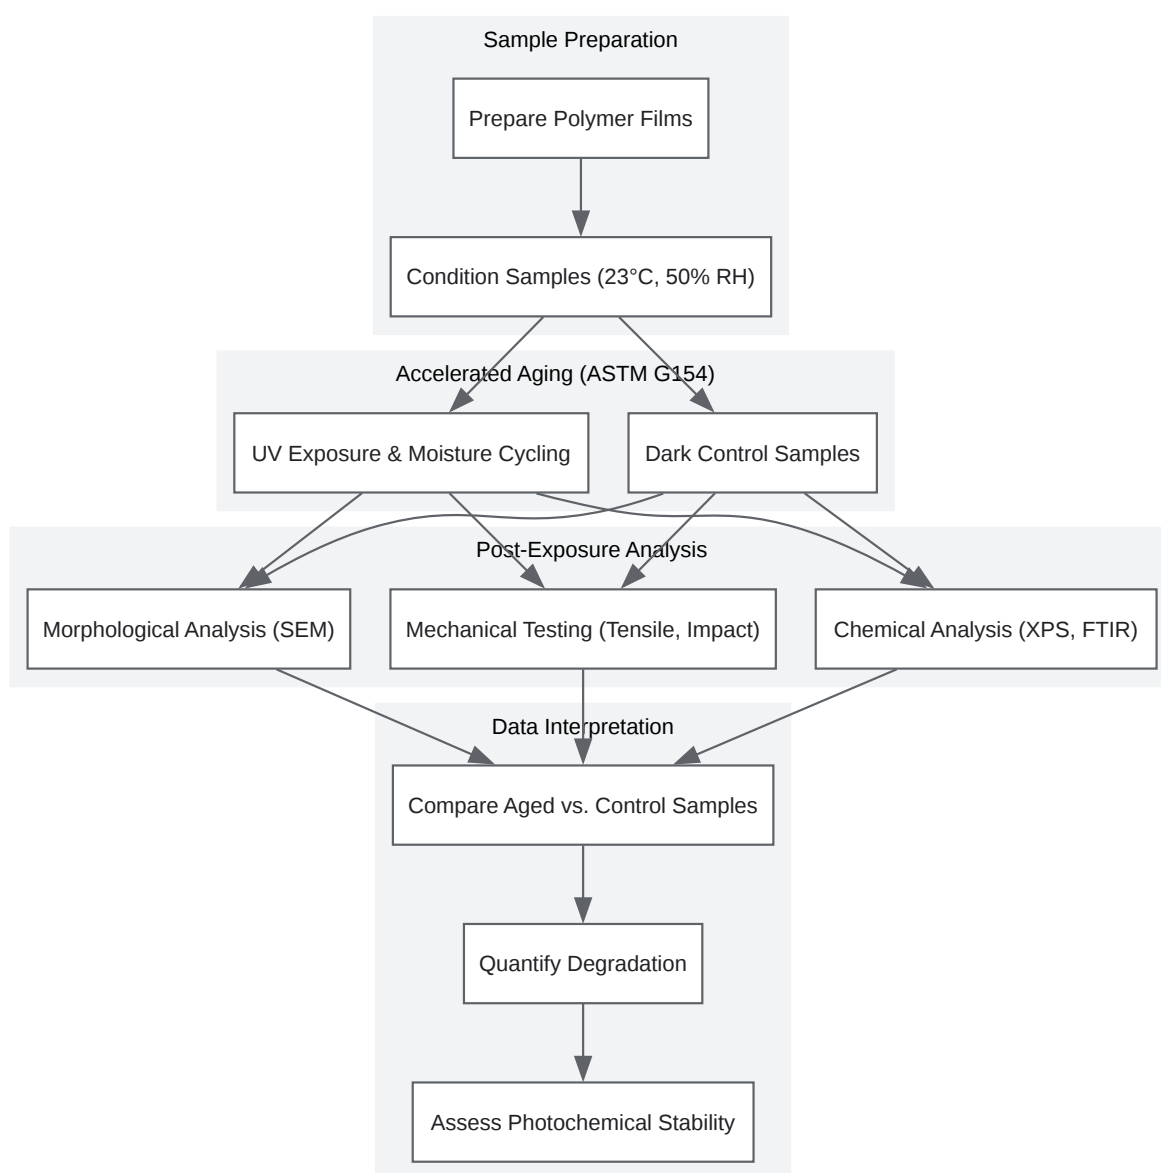 Sample Preparation
Prepare Polymer Films
Condition Samples (23°C, 50% RH)
Accelerated Aging (ASTM G154)
UV Exposure & Moisture Cycling
Dark Control Samples
Post-Exposure Analysis
Morphological Analysis (SEM)
Mechanical Testing (Tensile, Impact)
Chemical Analysis (XPS, FTIR)
Data Interpretation
Compare Aged vs. Control Samples
Quantify Degradation
Assess Photochemical Stability